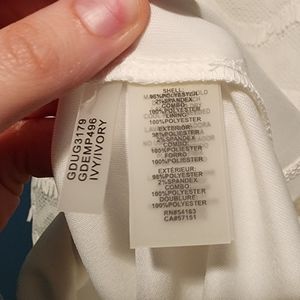 GDUG3179
GDEMP496
IVY/IVORY
SHELL:
98%POLYESTER
2%SPANDEX
COMBO:
100%POLYESTER
LINING:
100%POLYESTER
EXTERIOR:
98%POLYESTER
2%SPANDEX
COMBO:
100%POLYESTER
FORRO
100%POLYESTER
EXTÉRIEUR:
98%POLYESTER
2%SPANDEX
COMBO:
100%POLYESTER
DOUBLURE:
100%POLYESTER
RN#54163
CA#57151